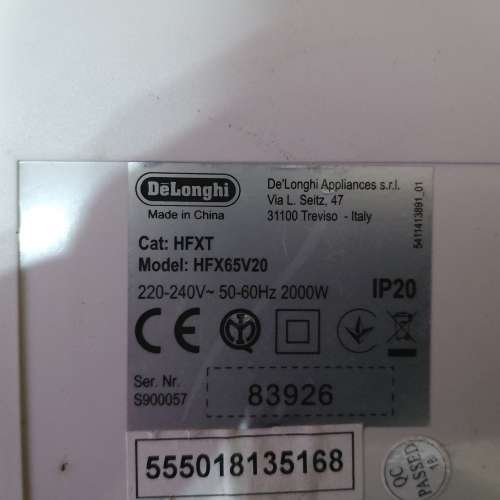 DeLonghi
Made in China
De'Longhi Appliances s.r.l.
Via L. Seitz, 47
31100 Treviso - Italy
5411413891_01
Cat: HFXT
Model: HFX65V20
220-240V~ 50-60Hz 2000W
IP20
CE
Ser. Nr.
S900057
83926
555018135168
QC
PASSED